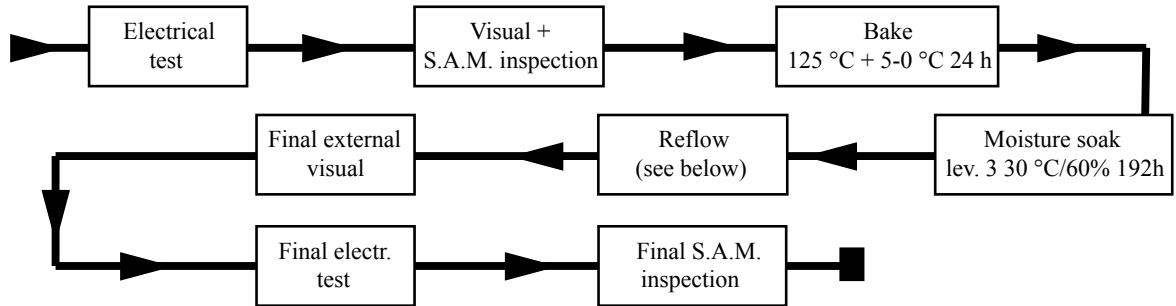 Electrical
test
Visual +
S.A.M. inspection
Bake
125 °C + 5-0 °C 24 h
Moisture soak
lev. 3 30 °C/60% 192h
Reflow
(see below)
Final external
visual
Final electr.
test
Final S.A.M.
inspection